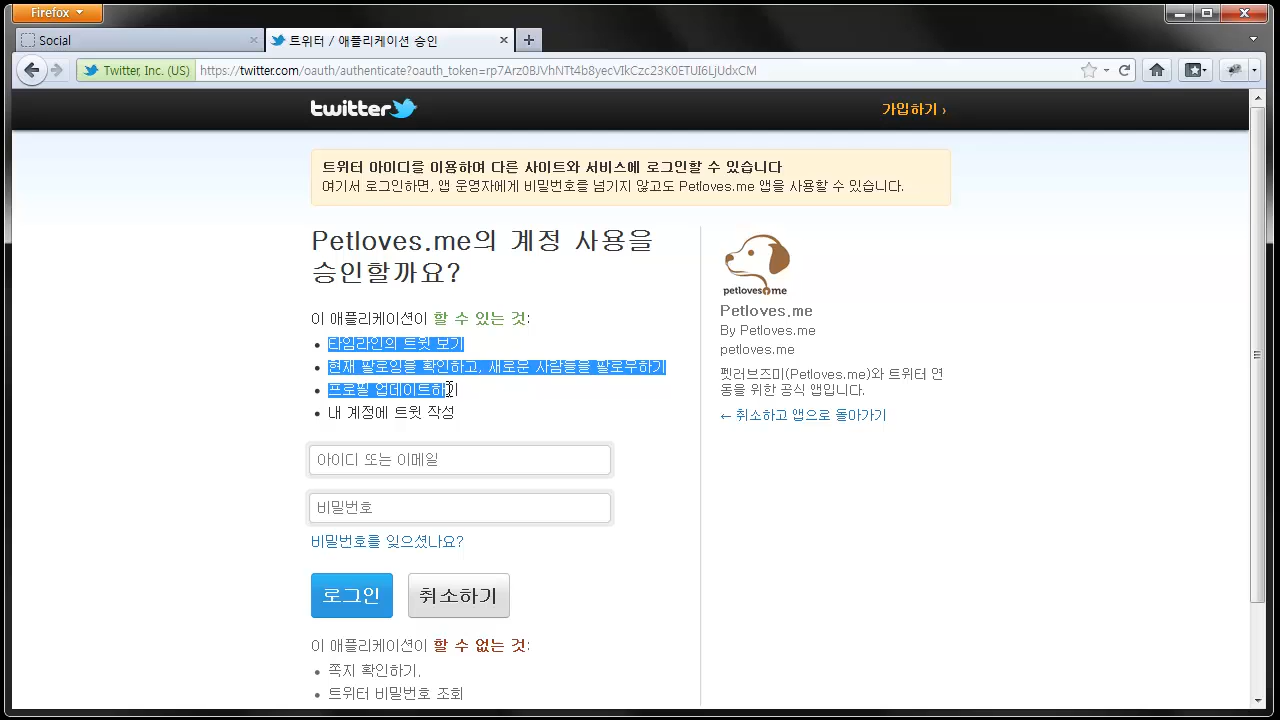 Firefox
Social
트위터 / 애플리케이션 승인
Twitter, Inc. (US)
https://twitter.com/oauth/authenticate?oauth_token=rp7Arz0BJVhNTt4b8yecVIkCzc23K0ETUI6LjUdxCM
twitter
가입하기 ›
트위터 아이디를 이용하며 다른 사이트와 서비스에 로그인할 수 있습니다
여기서 로그인하면, 앱 운영자에게 비밀번호를 넘기지 않고도 Petloves.me 앱을 사용할 수 있습니다.
Petloves.me의 계정 사용을
승인할까요?
이 애플리케이션이 할 수 있는 것:
타임라인의 트윗 보기
현재 팔로잉을 확인하고, 새로운 사람들을 팔로우하기
프로필 업데이트하기
내 계정에 트윗 작성
아이디 또는 이메일
비밀번호
비밀번호를 잊으셨나요?
로그인
취소하기
이 애플리케이션이 할 수 없는 것:
쪽지 확인하기.
트위터 비밀번호 조회
petloves me
Petloves.me
By Petloves.me
petloves.me
펫러브즈미(Petloves.me)와 트위터 연
동을 위한 공식 앱입니다.
← 취소하고 앱으로 돌아가기